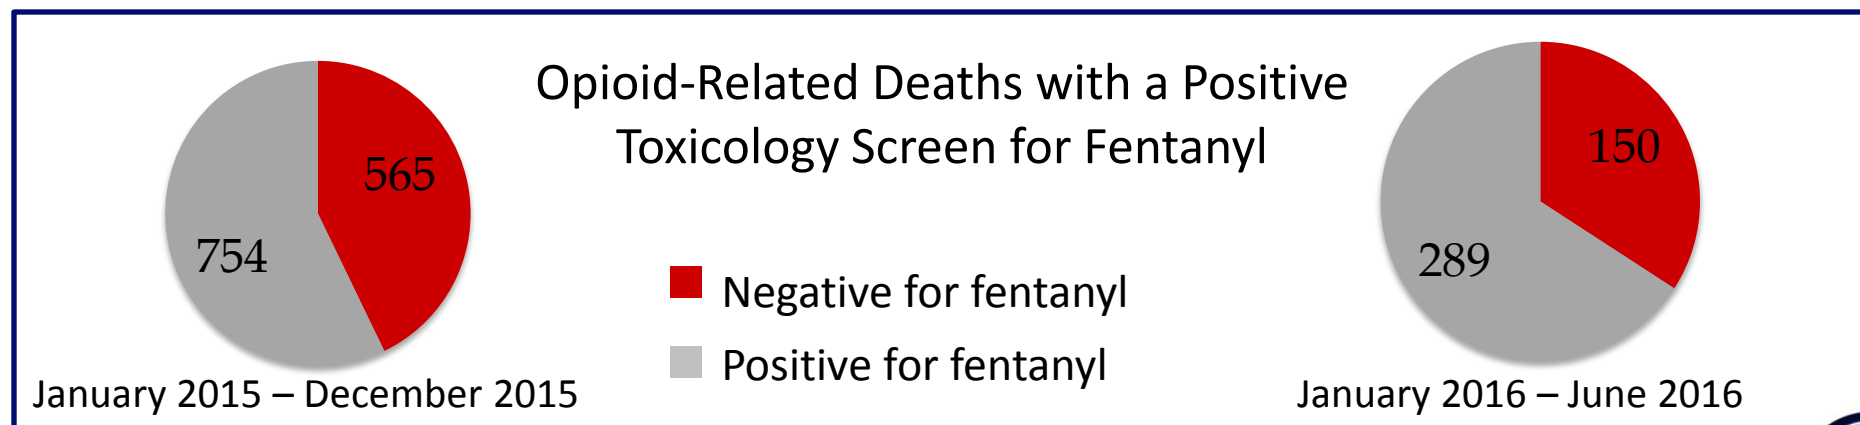 Opioid-Related Deaths with a Positive
Toxicology Screen for Fentanyl
565
754
January 2015 – December 2015
Negative for fentanyl
Positive for fentanyl
150
289
January 2016 – June 2016